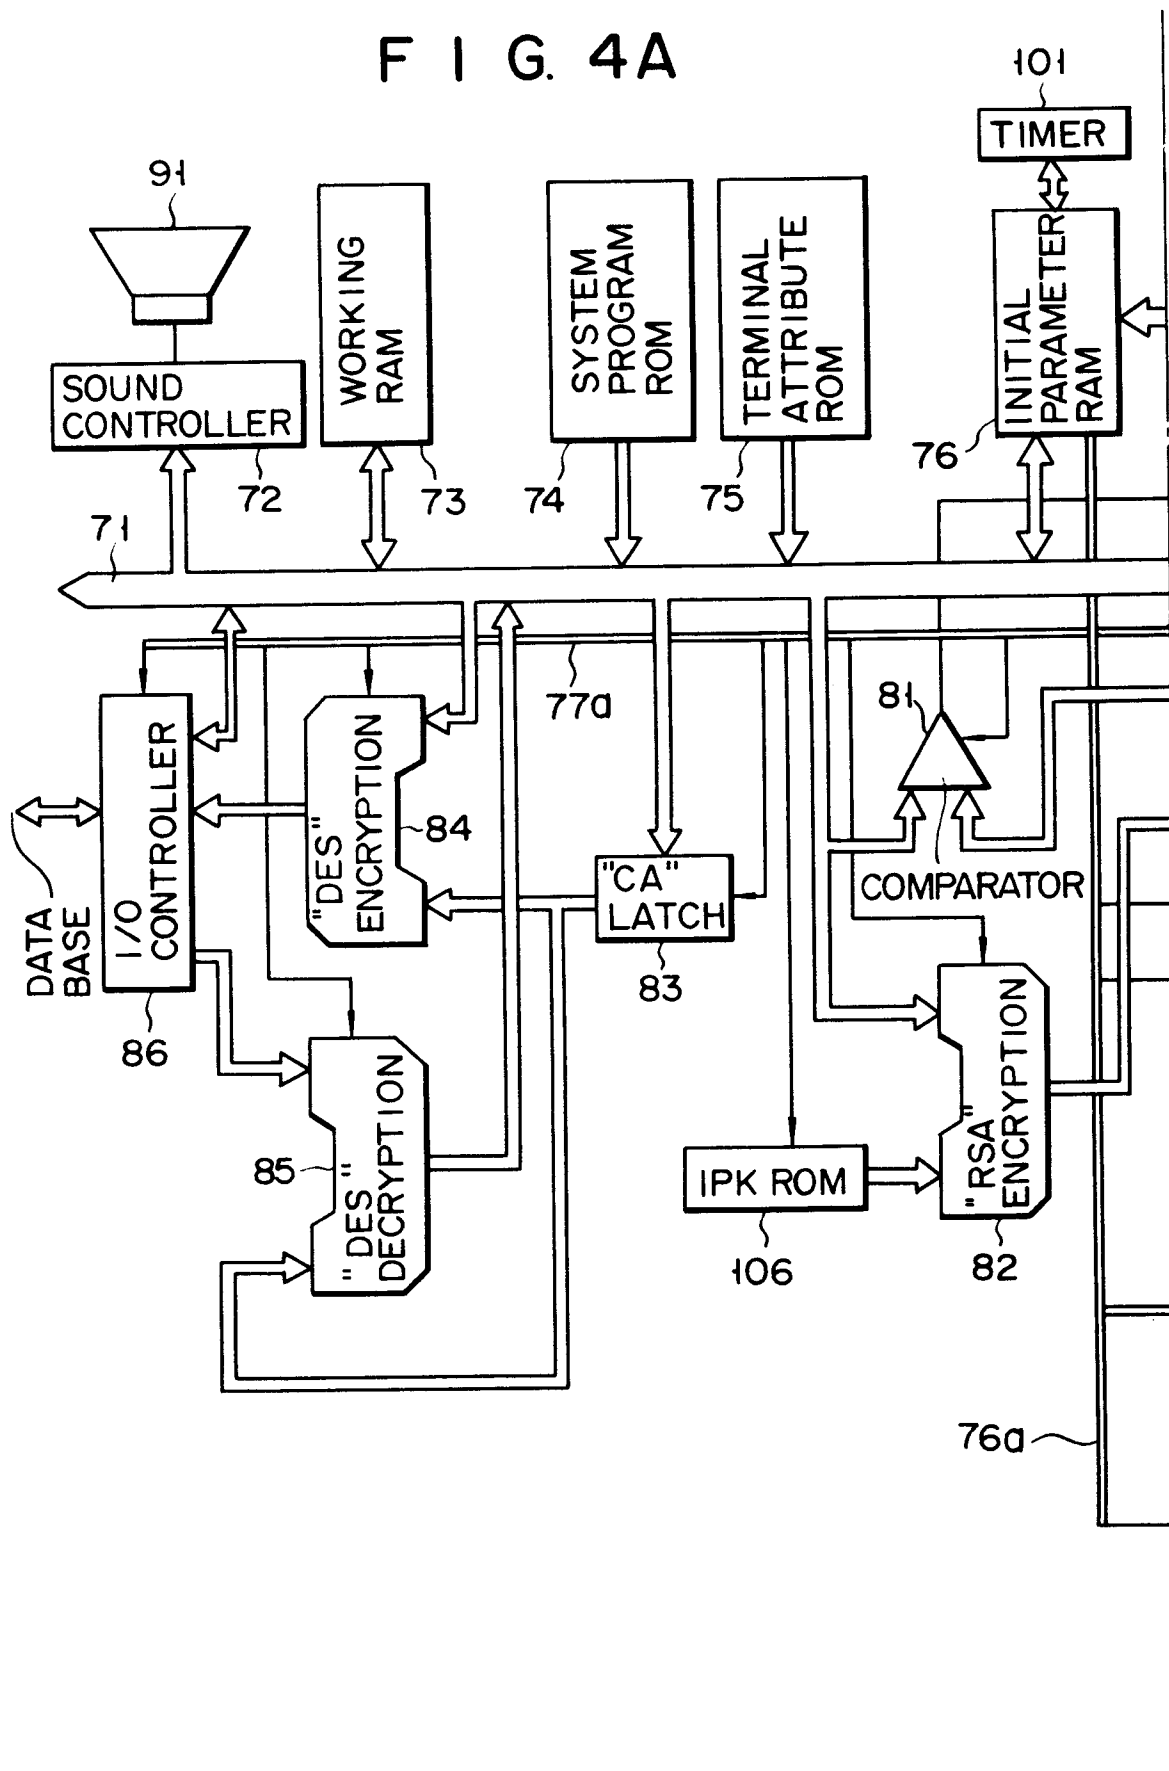 FIG. 4A
101
TIMER
91
SOUND
CONTROLLER
72
WORKING
RAM
73
SYSTEM
PROGRAM
ROM
74
TERMINAL
ATTRIBUTE
ROM
75
INITIAL
PARAMETER
RAM
76
71
77a
81
COMPARATOR
I/O
CONTROLLER
86
DATA
BASE
"DES"
ENCRYPTION
84
"CA"
LATCH
83
"DES"
DECRYPTION
85
IPK ROM
106
"RSA"
ENCRYPTION
82
76a